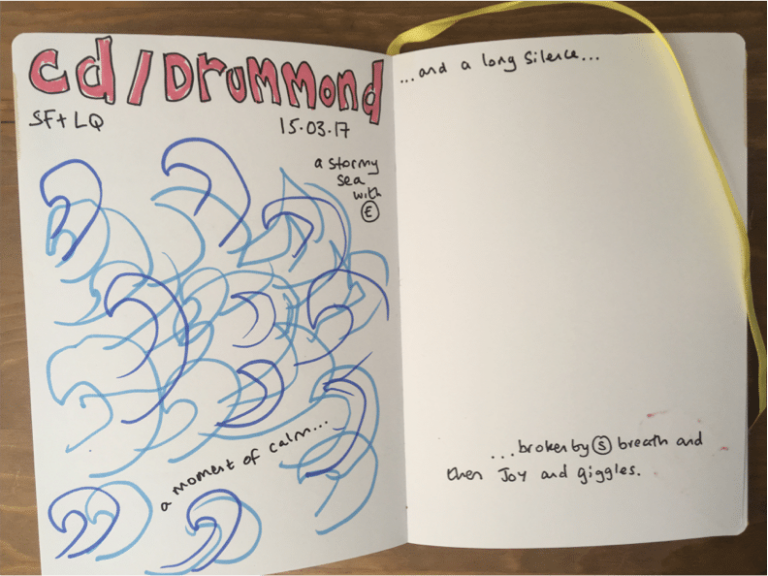 cd/Drummond
SF+LQ
15.03.17
a stormy
sea
with
Ⓔ
a moment of calm...
...and a long silence...
...broken by Ⓢ breath and
then Joy and giggles.